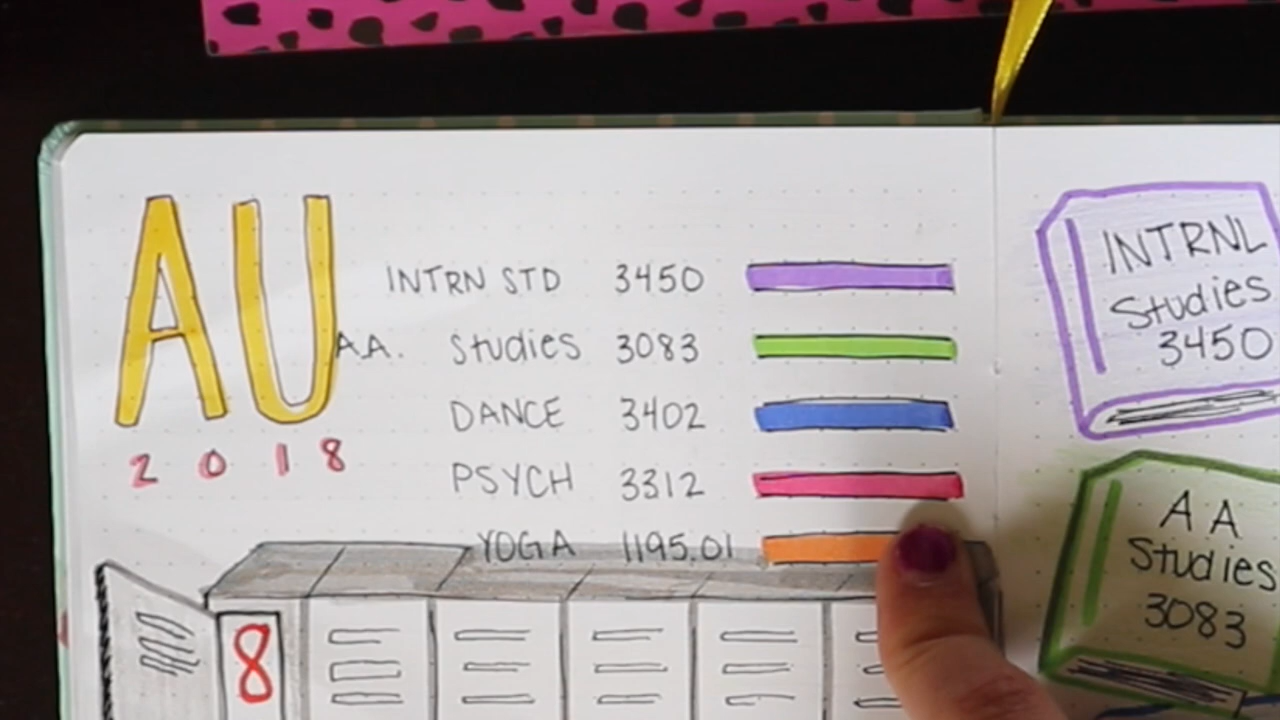 AU
2018
INTRN STD 3450
A.A. Studies 3083
DANCE 3402
PSYCH 3312
YOGA 1195.01
8
INTRNL
Studies
3450
A A
Studies
3083